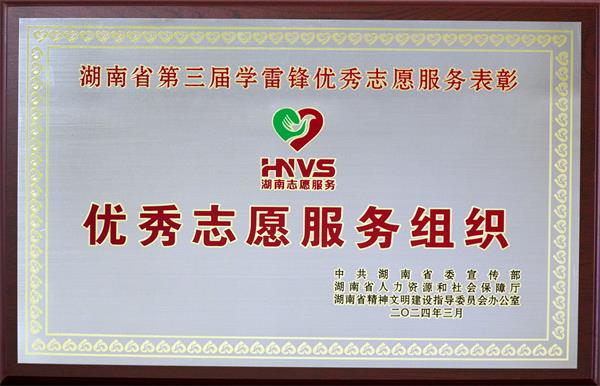 湖南省第三届学雷锋优秀志愿服务表彰
HNVS
湖南志愿服务
优秀志愿服务组织
中共湖南省委宣传部
湖南省人力资源和社会保障厅
湖南省精神文明建设指导委员会办公室
二〇二四年三月